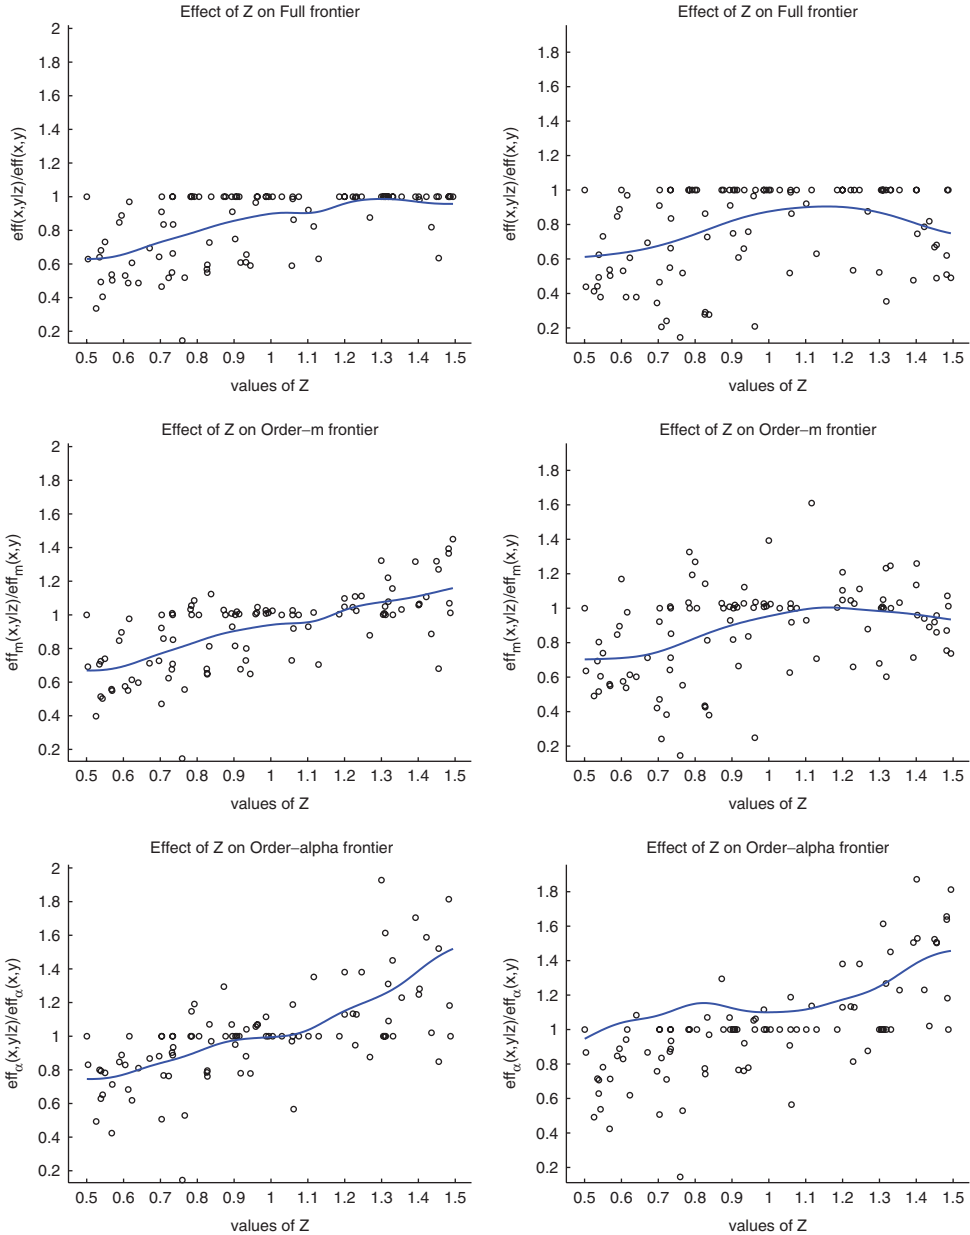 Effect of Z on Full frontier
2
1.8
1.6
1.4
1.2
1
0.8
0.6
0.4
0.2
eff(x,y|z)/eff(x,y)
0.5 0.6 0.7 0.8 0.9 1 1.1 1.2 1.3 1.4 1.5
values of Z
Effect of Z on Full frontier
1.8
1.6
1.4
1.2
1
0.8
0.6
0.4
0.2
eff(x,y|z)/eff(x,y)
0.5 0.6 0.7 0.8 0.9 1 1.1 1.2 1.3 1.4 1.5
values of Z
Effect of Z on Order−m frontier
2
1.8
1.6
1.4
1.2
1
0.8
0.6
0.4
0.2
effm(x,y|z)/effm(x,y)
0.5 0.6 0.7 0.8 0.9 1 1.1 1.2 1.3 1.4 1.5
values of Z
Effect of Z on Order−m frontier
1.8
1.6
1.4
1.2
1
0.8
0.6
0.4
0.2
effm(x,y|z)/effm(x,y)
0.5 0.6 0.7 0.8 0.9 1 1.1 1.2 1.3 1.4 1.5
values of Z
Effect of Z on Order−alpha frontier
2
1.8
1.6
1.4
1.2
1
0.8
0.6
0.4
0.2
effα(x,y|z)/effα(x,y)
0.5 0.6 0.7 0.8 0.9 1 1.1 1.2 1.3 1.4 1.5
values of Z
Effect of Z on Order−alpha frontier
1.8
1.6
1.4
1.2
1
0.8
0.6
0.4
0.2
effα(x,y|z)/effα(x,y)
0.5 0.6 0.7 0.8 0.9 1 1.1 1.2 1.3 1.4 1.5
values of Z